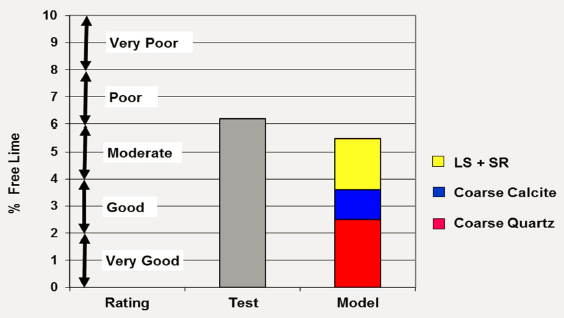 % Free Lime
10
9
8
7
6
5
4
3
2
1
0
Very Poor
Poor
Moderate
Good
Very Good
Rating
Test
Model
LS + SR
Coarse Calcite
Coarse Quartz